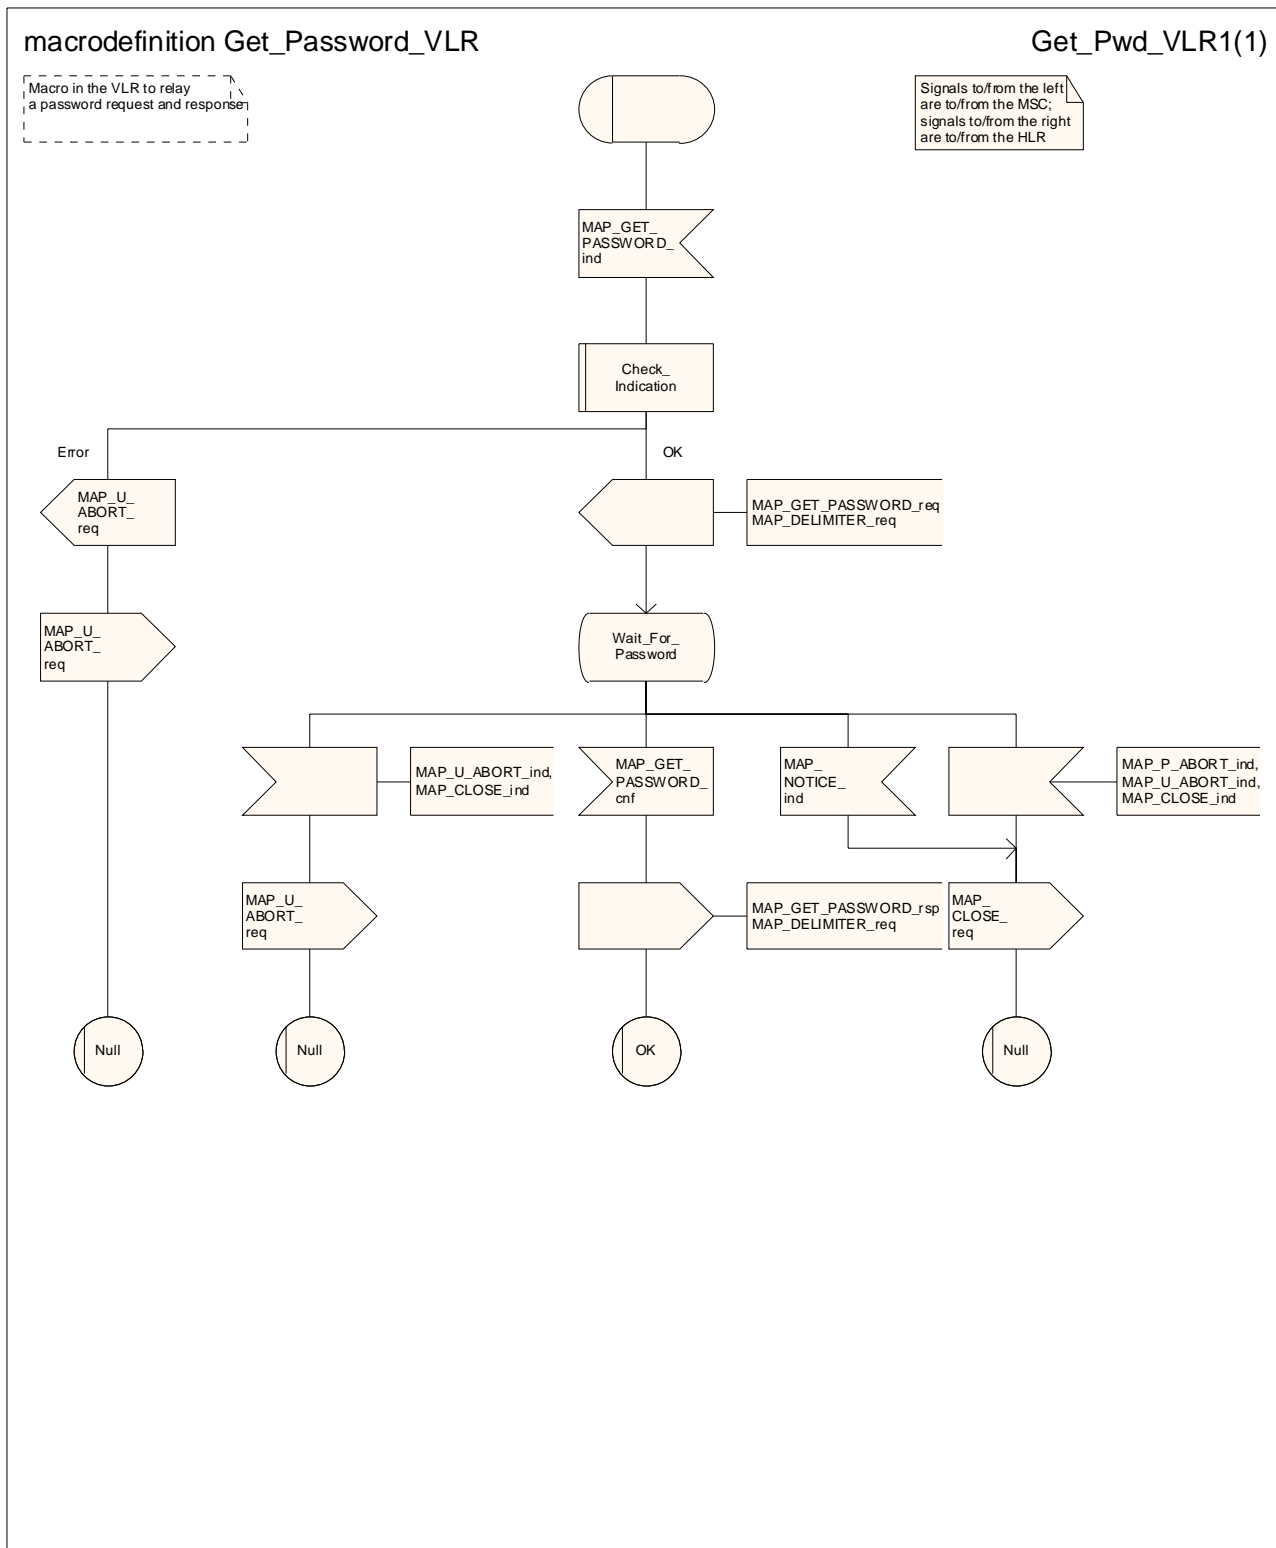 macrodefinition Get_Password_VLR
Get_Pwd_VLR1(1)
Macro in the VLR to relay
a password request and response
Signals to/from the left
are to/from the MSC;
signals to/from the right
are to/from the HLR
MAP_GET_
PASSWORD_
ind
Check_
Indication
Error
OK
MAP_U_
ABORT_
req
MAP_GET_PASSWORD_req
MAP_DELIMITER_req
MAP_U_
ABORT_
req
Wait_For_
Password
MAP_U_ABORT_ind,
MAP_CLOSE_ind
MAP_GET_
PASSWORD_
cnf
MAP_
NOTICE_
ind
MAP_P_ABORT_ind,
MAP_U_ABORT_ind,
MAP_CLOSE_ind
MAP_U_
ABORT_
req
MAP_GET_PASSWORD_rsp
MAP_DELIMITER_req
MAP_
CLOSE_
req
Null
Null
OK
Null